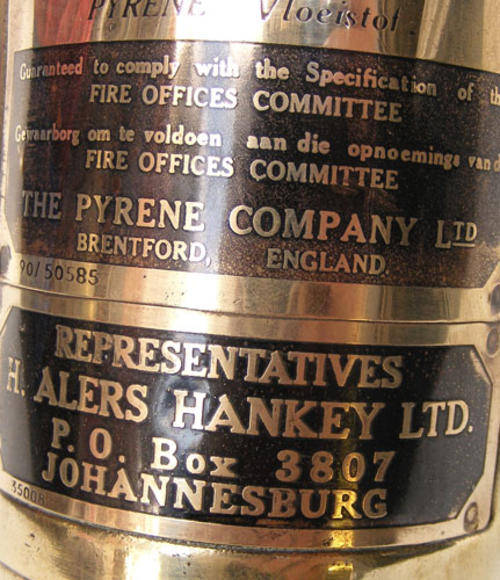 PYRENE Vloeistof
Guaranteed to comply with the Specification of
FIRE OFFICES COMMITTEE
Gewaarborg om te voldoen aan die opnoemings van
FIRE OFFICES COMMITTEE
THE PYRENE COMPANY LTD
BRENTFORD, ENGLAND.
90/50585
REPRESENTATIVES
H. ALERS HANKEY LTD.
P. O. Box 3807
JOHANNESBURG